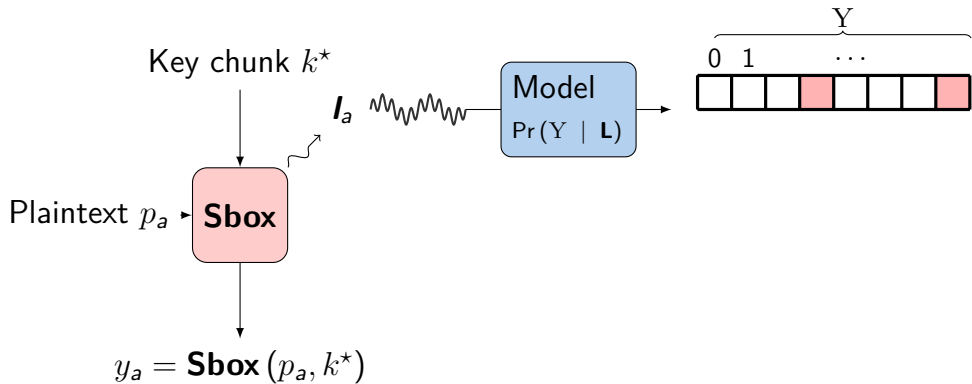 Y
0 1 ⋯
Key chunk k⋆
l_a
Model
Pr(Y | L)
Plaintext p_a
Sbox
y_a = Sbox(p_a, k⋆)